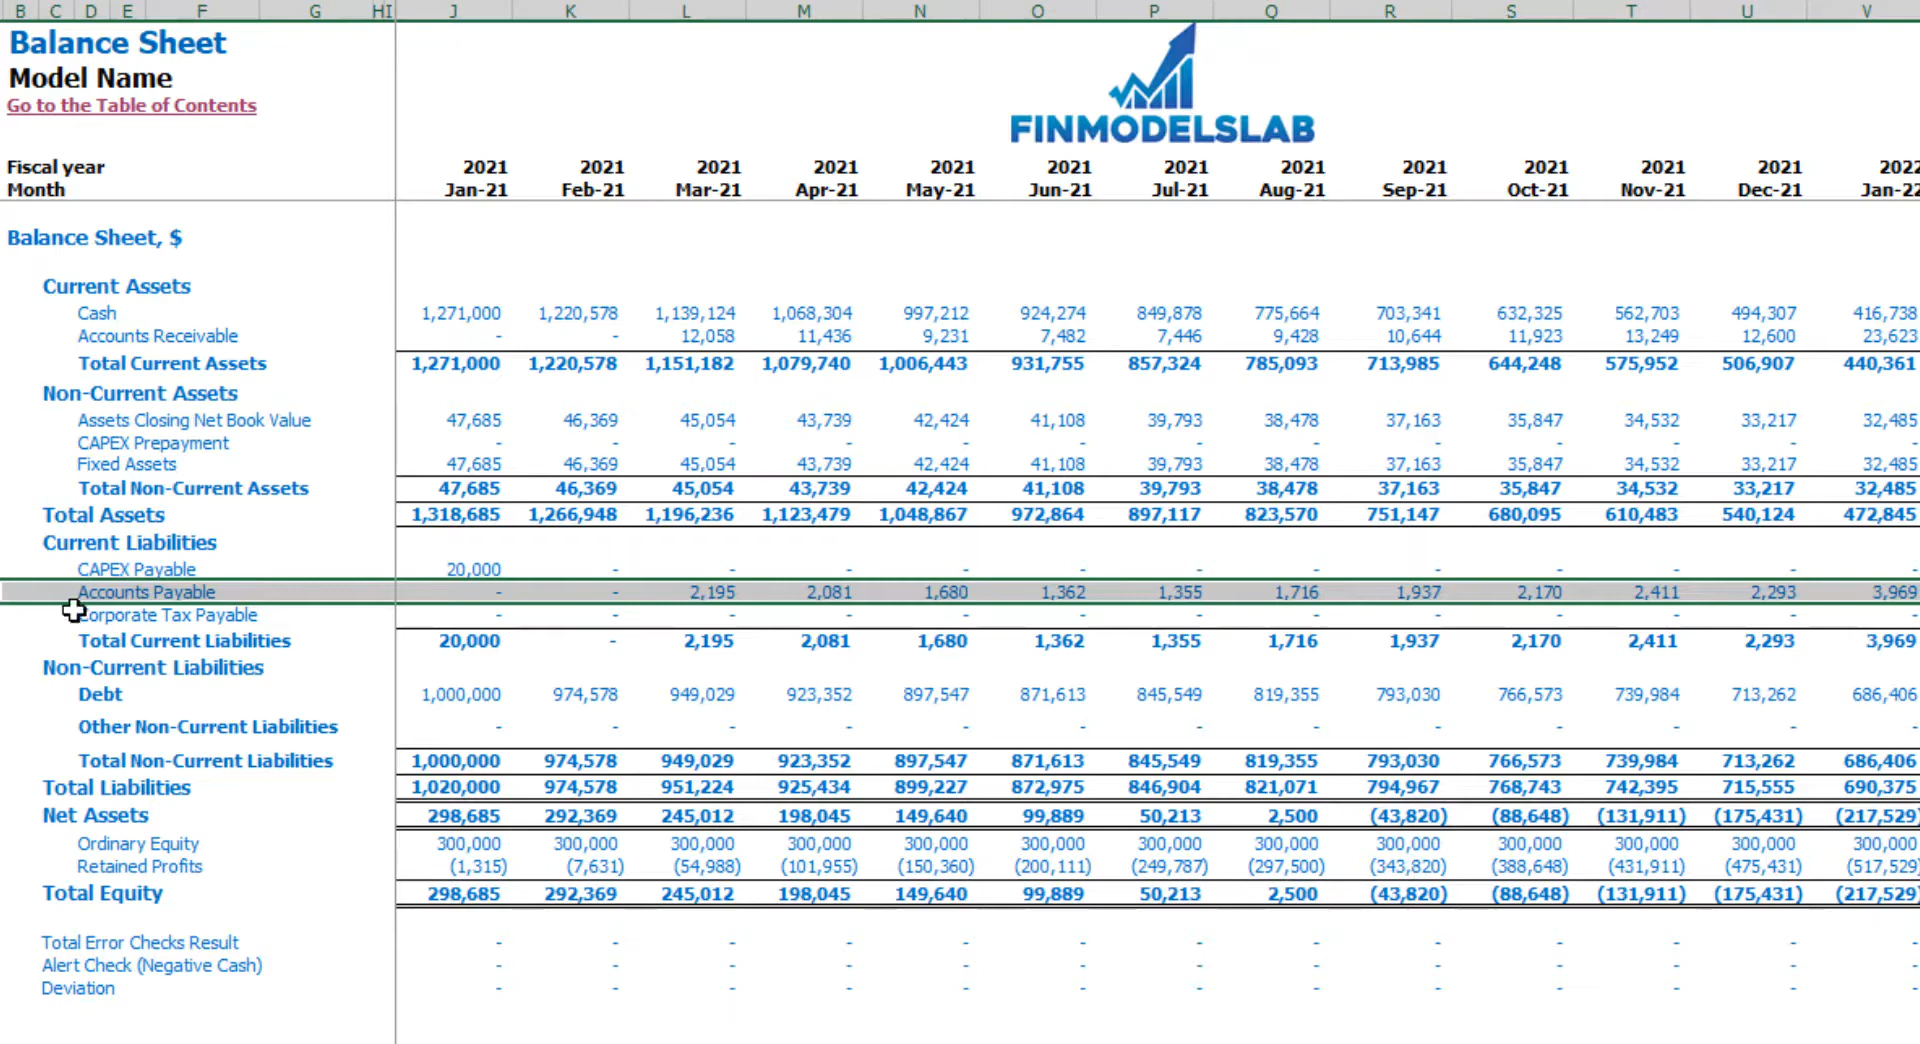 B C D E F G HI J K L M N O P Q R S T U V
Balance Sheet
Model Name
Go to the Table of Contents
FINMODELSLAB
Fiscal year 2021 2021 2021 2021 2021 2021 2021 2021 2021 2021 2021 2021 2022
Month Jan-21 Feb-21 Mar-21 Apr-21 May-21 Jun-21 Jul-21 Aug-21 Sep-21 Oct-21 Nov-21 Dec-21 Jan-22
Balance Sheet, $
Current Assets
Cash 1,271,000 1,220,578 1,139,124 1,068,304 997,212 924,274 849,878 775,664 703,341 632,325 562,703 494,307 416,738
Accounts Receivable - - 12,058 11,436 9,231 7,482 7,446 9,428 10,644 11,923 13,249 12,600 23,623
Total Current Assets 1,271,000 1,220,578 1,151,182 1,079,740 1,006,443 931,755 857,324 785,093 713,985 644,248 575,952 506,907 440,361
Non-Current Assets
Assets Closing Net Book Value 47,685 46,369 45,054 43,739 42,424 41,108 39,793 38,478 37,163 35,847 34,532 33,217 32,485
CAPEX Prepayment - - - - - - - - - - - - -
Fixed Assets 47,685 46,369 45,054 43,739 42,424 41,108 39,793 38,478 37,163 35,847 34,532 33,217 32,485
Total Non-Current Assets 47,685 46,369 45,054 43,739 42,424 41,108 39,793 38,478 37,163 35,847 34,532 33,217 32,485
Total Assets 1,318,685 1,266,948 1,196,236 1,123,479 1,048,867 972,864 897,117 823,570 751,147 680,095 610,483 540,124 472,845
Current Liabilities
CAPEX Payable 20,000 - - - - - - - - - - - -
Accounts Payable - - 2,195 2,081 1,680 1,362 1,355 1,716 1,937 2,170 2,411 2,293 3,969
Corporate Tax Payable - - - - - - - - - - - - -
Total Current Liabilities 20,000 - 2,195 2,081 1,680 1,362 1,355 1,716 1,937 2,170 2,411 2,293 3,969
Non-Current Liabilities
Debt 1,000,000 974,578 949,029 923,352 897,547 871,613 845,549 819,355 793,030 766,573 739,984 713,262 686,406
Other Non-Current Liabilities - - - - - - - - - - - - -
Total Non-Current Liabilities 1,000,000 974,578 949,029 923,352 897,547 871,613 845,549 819,355 793,030 766,573 739,984 713,262 686,406
Total Liabilities 1,020,000 974,578 951,224 925,434 899,227 872,975 846,904 821,071 794,967 768,743 742,395 715,555 690,375
Net Assets 298,685 292,369 245,012 198,045 149,640 99,889 50,213 2,500 (43,820) (88,648) (131,911) (175,431) (217,529)
Ordinary Equity 300,000 300,000 300,000 300,000 300,000 300,000 300,000 300,000 300,000 300,000 300,000 300,000 300,000
Retained Profits (1,315) (7,631) (54,988) (101,955) (150,360) (200,111) (249,787) (297,500) (343,820) (388,648) (431,911) (475,431) (517,529
Total Equity 298,685 292,369 245,012 198,045 149,640 99,889 50,213 2,500 (43,820) (88,648) (131,911) (175,431) (217,529)
Total Error Checks Result - - - - - - - - - - - - -
Alert Check (Negative Cash) - - - - - - - - - - - - -
Deviation - - - - - - - - - - - - -